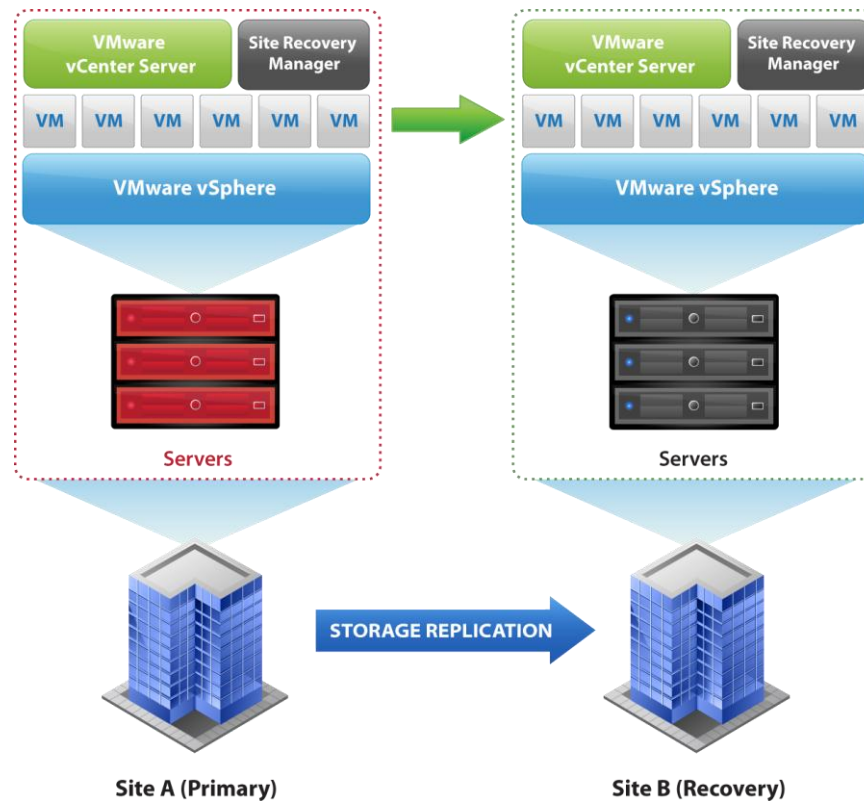 VMware
vCenter Server
Site Recovery
Manager
VM VM VM VM VM VM
VMware vSphere
Servers
Site A (Primary)
STORAGE REPLICATION
VMware
vCenter Server
Site Recovery
Manager
VM VM VM VM VM VM
VMware vSphere
Servers
Site B (Recovery)